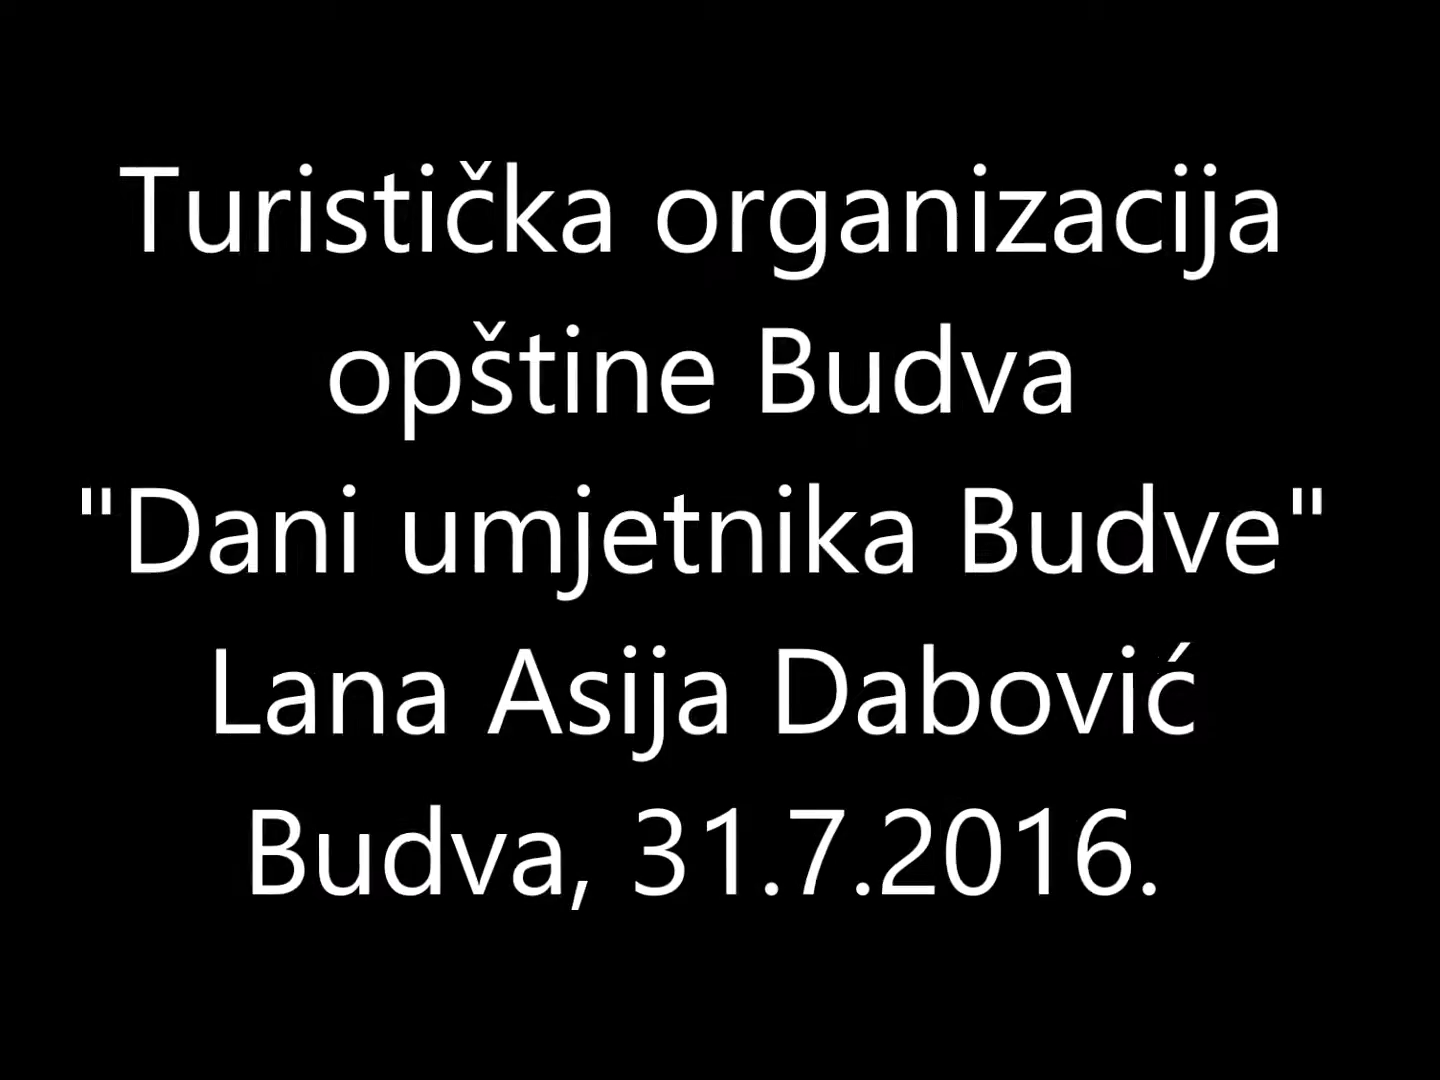 Turistička organizacija
opštine Budva
"Dani umjetnika Budve"
Lana Asija Dabović
Budva, 31.7.2016.